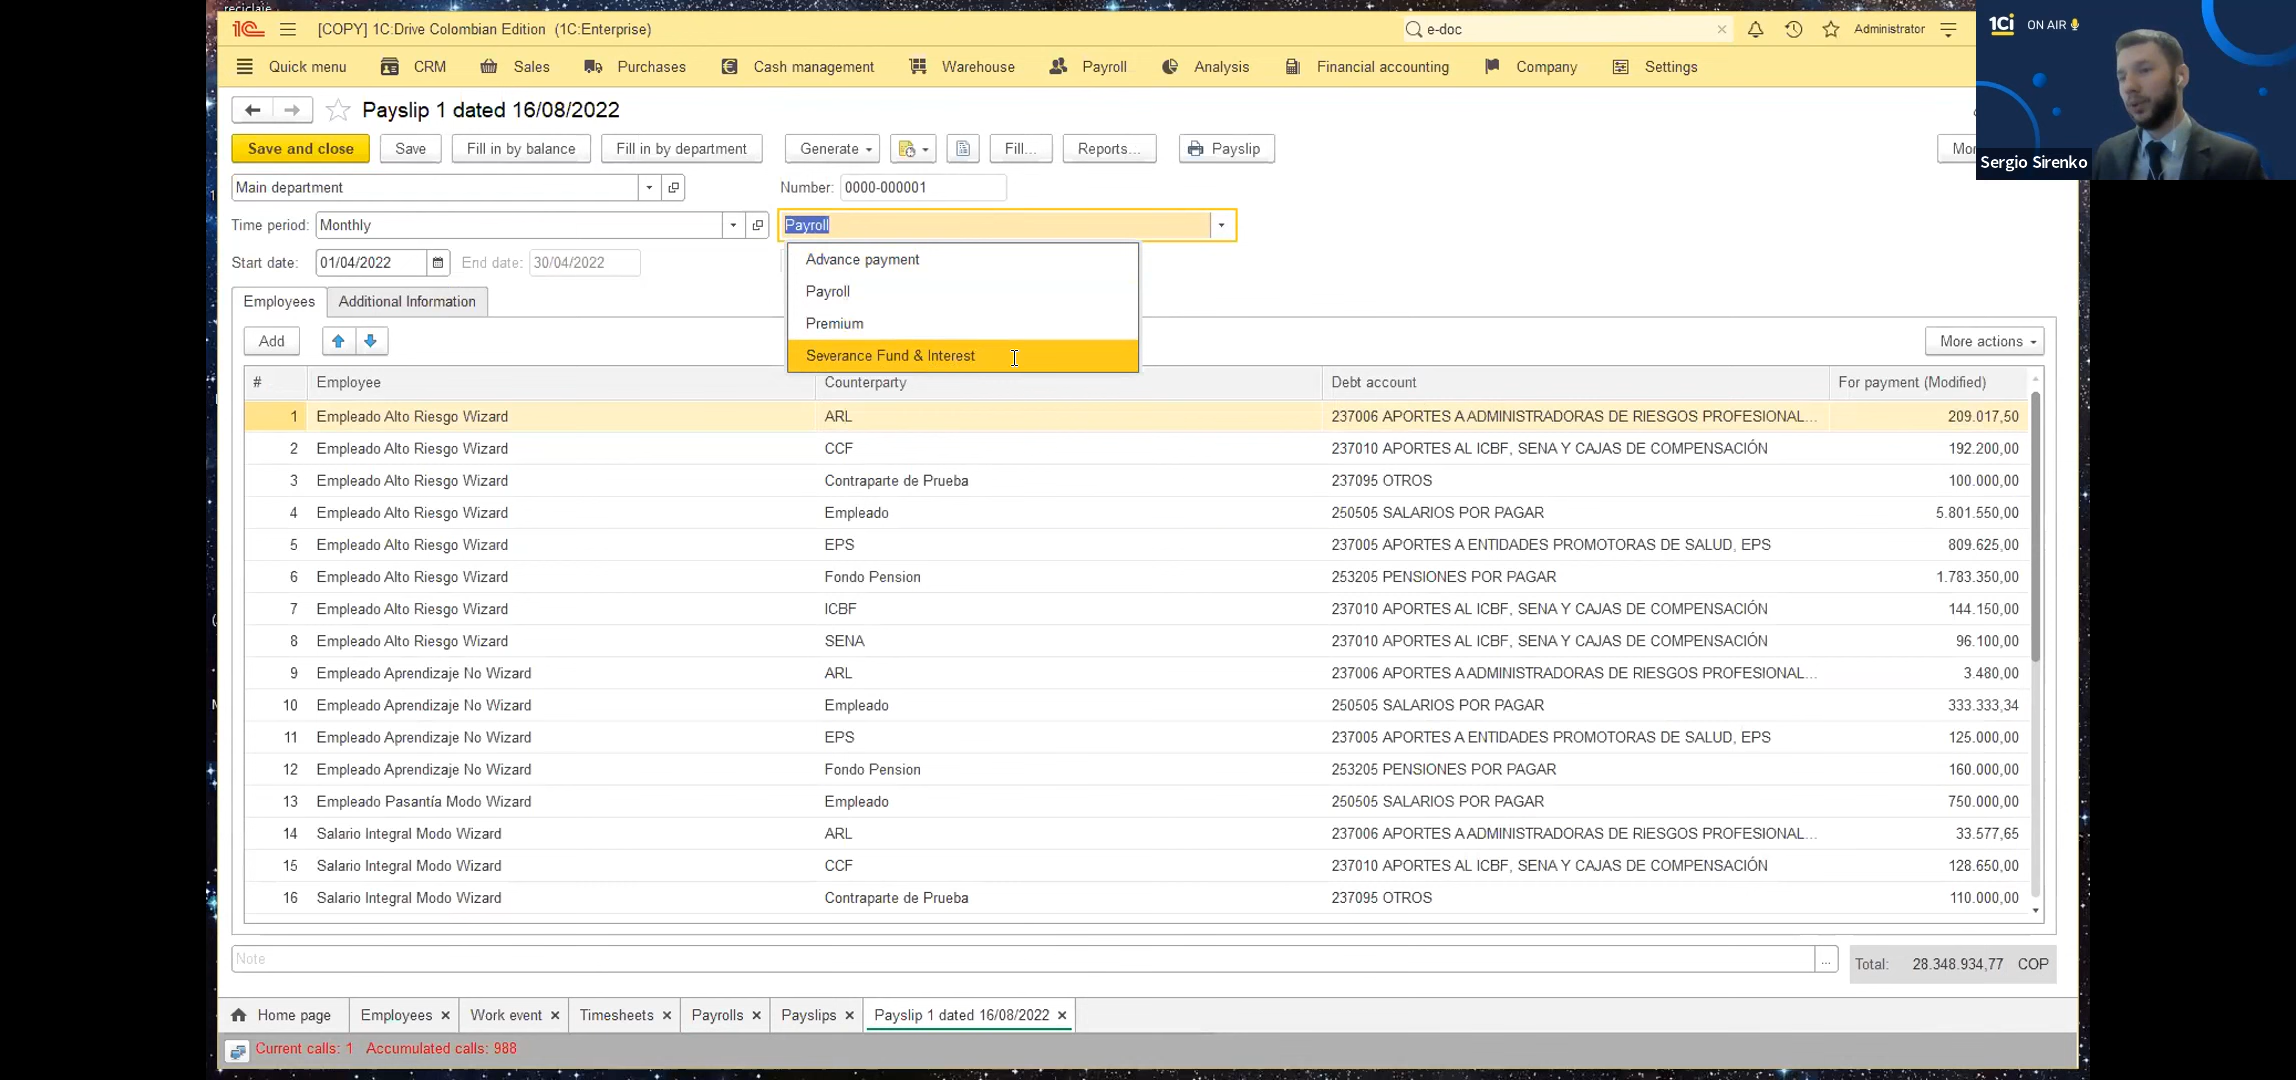 reciclaje
[COPY] 1C:Drive Colombian Edition (1C:Enterprise)
e-doc
Administrator
1Ci ON AIR
Quick menu CRM Sales Purchases Cash management Warehouse Payroll Analysis Financial accounting Company Settings
Payslip 1 dated 16/08/2022
Save and close Save Fill in by balance Fill in by department Generate Fill... Reports... Payslip
Sergio Sirenko
Main department Number: 0000-000001
Time period: Monthly Payroll
Start date: 01/04/2022 End date: 30/04/2022
Advance payment
Payroll
Premium
Severance Fund & Interest
Employees Additional Information
Add More actions
# Employee Counterparty Debt account For payment (Modified)
1 Empleado Alto Riesgo Wizard ARL 237006 APORTES A ADMINISTRADORAS DE RIESGOS PROFESIONAL... 209.017,50
2 Empleado Alto Riesgo Wizard CCF 237010 APORTES AL ICBF, SENA Y CAJAS DE COMPENSACIÓN 192.200,00
3 Empleado Alto Riesgo Wizard Contraparte de Prueba 237095 OTROS 100.000,00
4 Empleado Alto Riesgo Wizard Empleado 250505 SALARIOS POR PAGAR 5.801.550,00
5 Empleado Alto Riesgo Wizard EPS 237005 APORTES A ENTIDADES PROMOTORAS DE SALUD, EPS 809.625,00
6 Empleado Alto Riesgo Wizard Fondo Pension 253205 PENSIONES POR PAGAR 1.783.350,00
7 Empleado Alto Riesgo Wizard ICBF 237010 APORTES AL ICBF, SENA Y CAJAS DE COMPENSACIÓN 144.150,00
8 Empleado Alto Riesgo Wizard SENA 237010 APORTES AL ICBF, SENA Y CAJAS DE COMPENSACIÓN 96.100,00
9 Empleado Aprendizaje No Wizard ARL 237006 APORTES A ADMINISTRADORAS DE RIESGOS PROFESIONAL... 3.480,00
10 Empleado Aprendizaje No Wizard Empleado 250505 SALARIOS POR PAGAR 333.333,34
11 Empleado Aprendizaje No Wizard EPS 237005 APORTES A ENTIDADES PROMOTORAS DE SALUD, EPS 125.000,00
12 Empleado Aprendizaje No Wizard Fondo Pension 253205 PENSIONES POR PAGAR 160.000,00
13 Empleado Pasantía Modo Wizard Empleado 250505 SALARIOS POR PAGAR 750.000,00
14 Salario Integral Modo Wizard ARL 237006 APORTES A ADMINISTRADORAS DE RIESGOS PROFESIONAL... 33.577,65
15 Salario Integral Modo Wizard CCF 237010 APORTES AL ICBF, SENA Y CAJAS DE COMPENSACIÓN 128.650,00
16 Salario Integral Modo Wizard Contraparte de Prueba 237095 OTROS 110.000,00
Note ... Total: 28.348.934,77 COP
Home page Employees Work event Timesheets Payrolls Payslips Payslip 1 dated 16/08/2022
Current calls: 1 Accumulated calls: 988